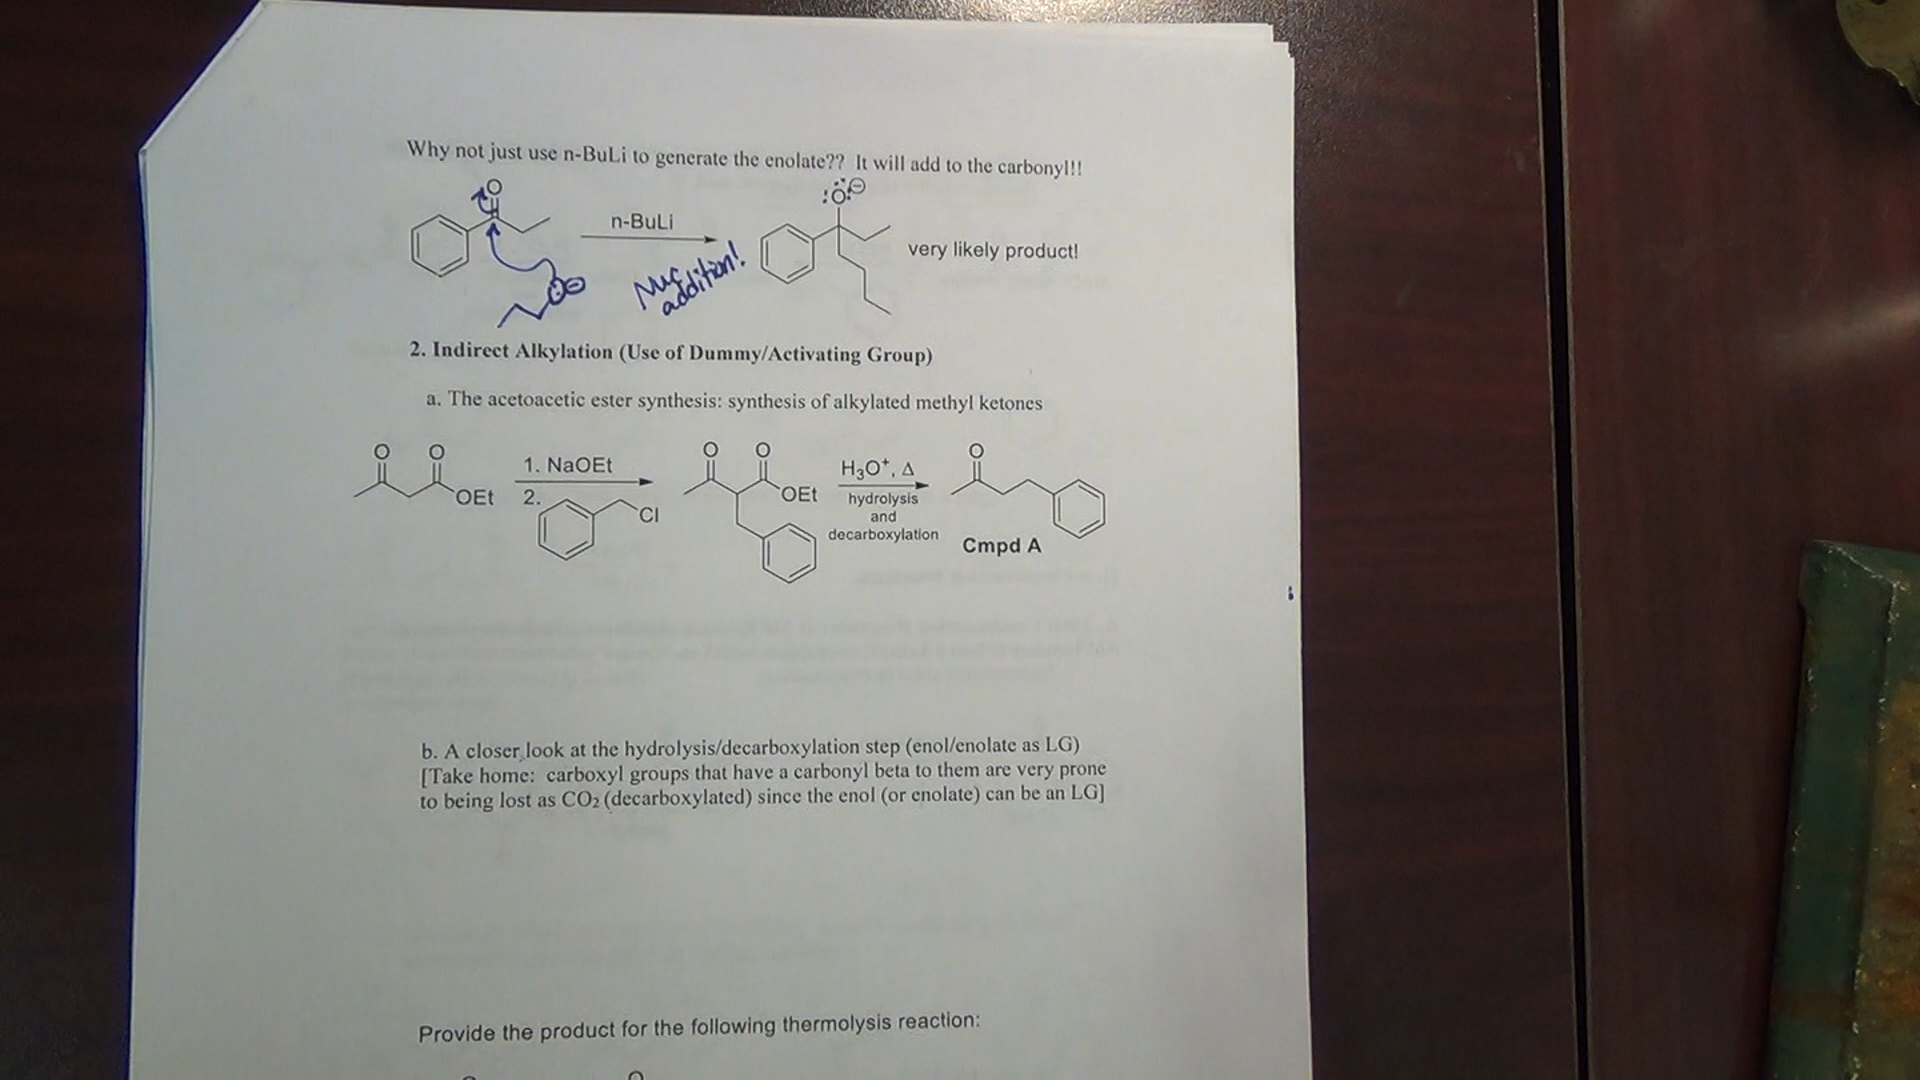 Why not just use n-BuLi to generate the enolate?? It will add to the carbonyl!!
O
:Ö:⊖
n-BuLi
very likely product!
Nuc
addition!
2. Indirect Alkylation (Use of Dummy/Activating Group)
a. The acetoacetic ester synthesis: synthesis of alkylated methyl ketones
O O O O O
1. NaOEt
H₃O⁺, Δ
OEt 2. OEt hydrolysis
Cl and
decarboxylation
Cmpd A
b. A closer look at the hydrolysis/decarboxylation step (enol/enolate as LG)
[Take home: carboxyl groups that have a carbonyl beta to them are very prone
to being lost as CO₂ (decarboxylated) since the enol (or enolate) can be an LG]
Provide the product for the following thermolysis reaction: